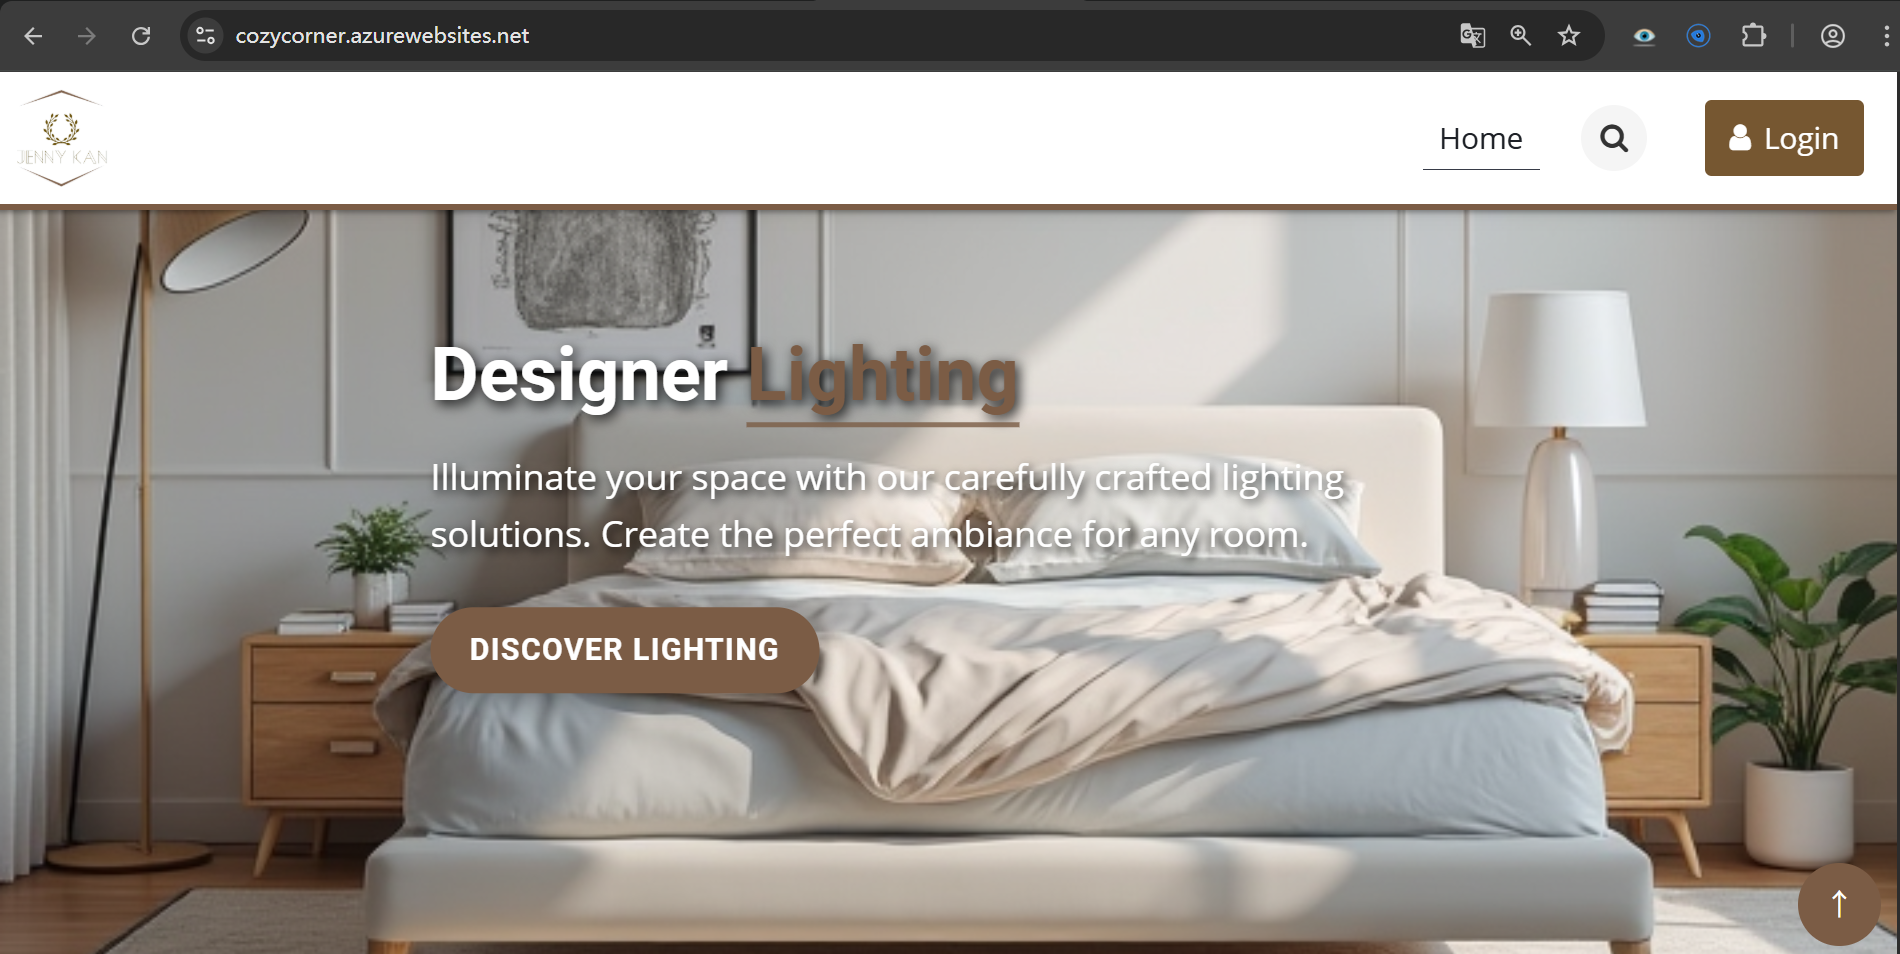 cozycorner.azurewebsites.net
JENNY KAN
Home
Login
Designer Lighting
Illuminate your space with our carefully crafted lighting
solutions. Create the perfect ambiance for any room.
DISCOVER LIGHTING